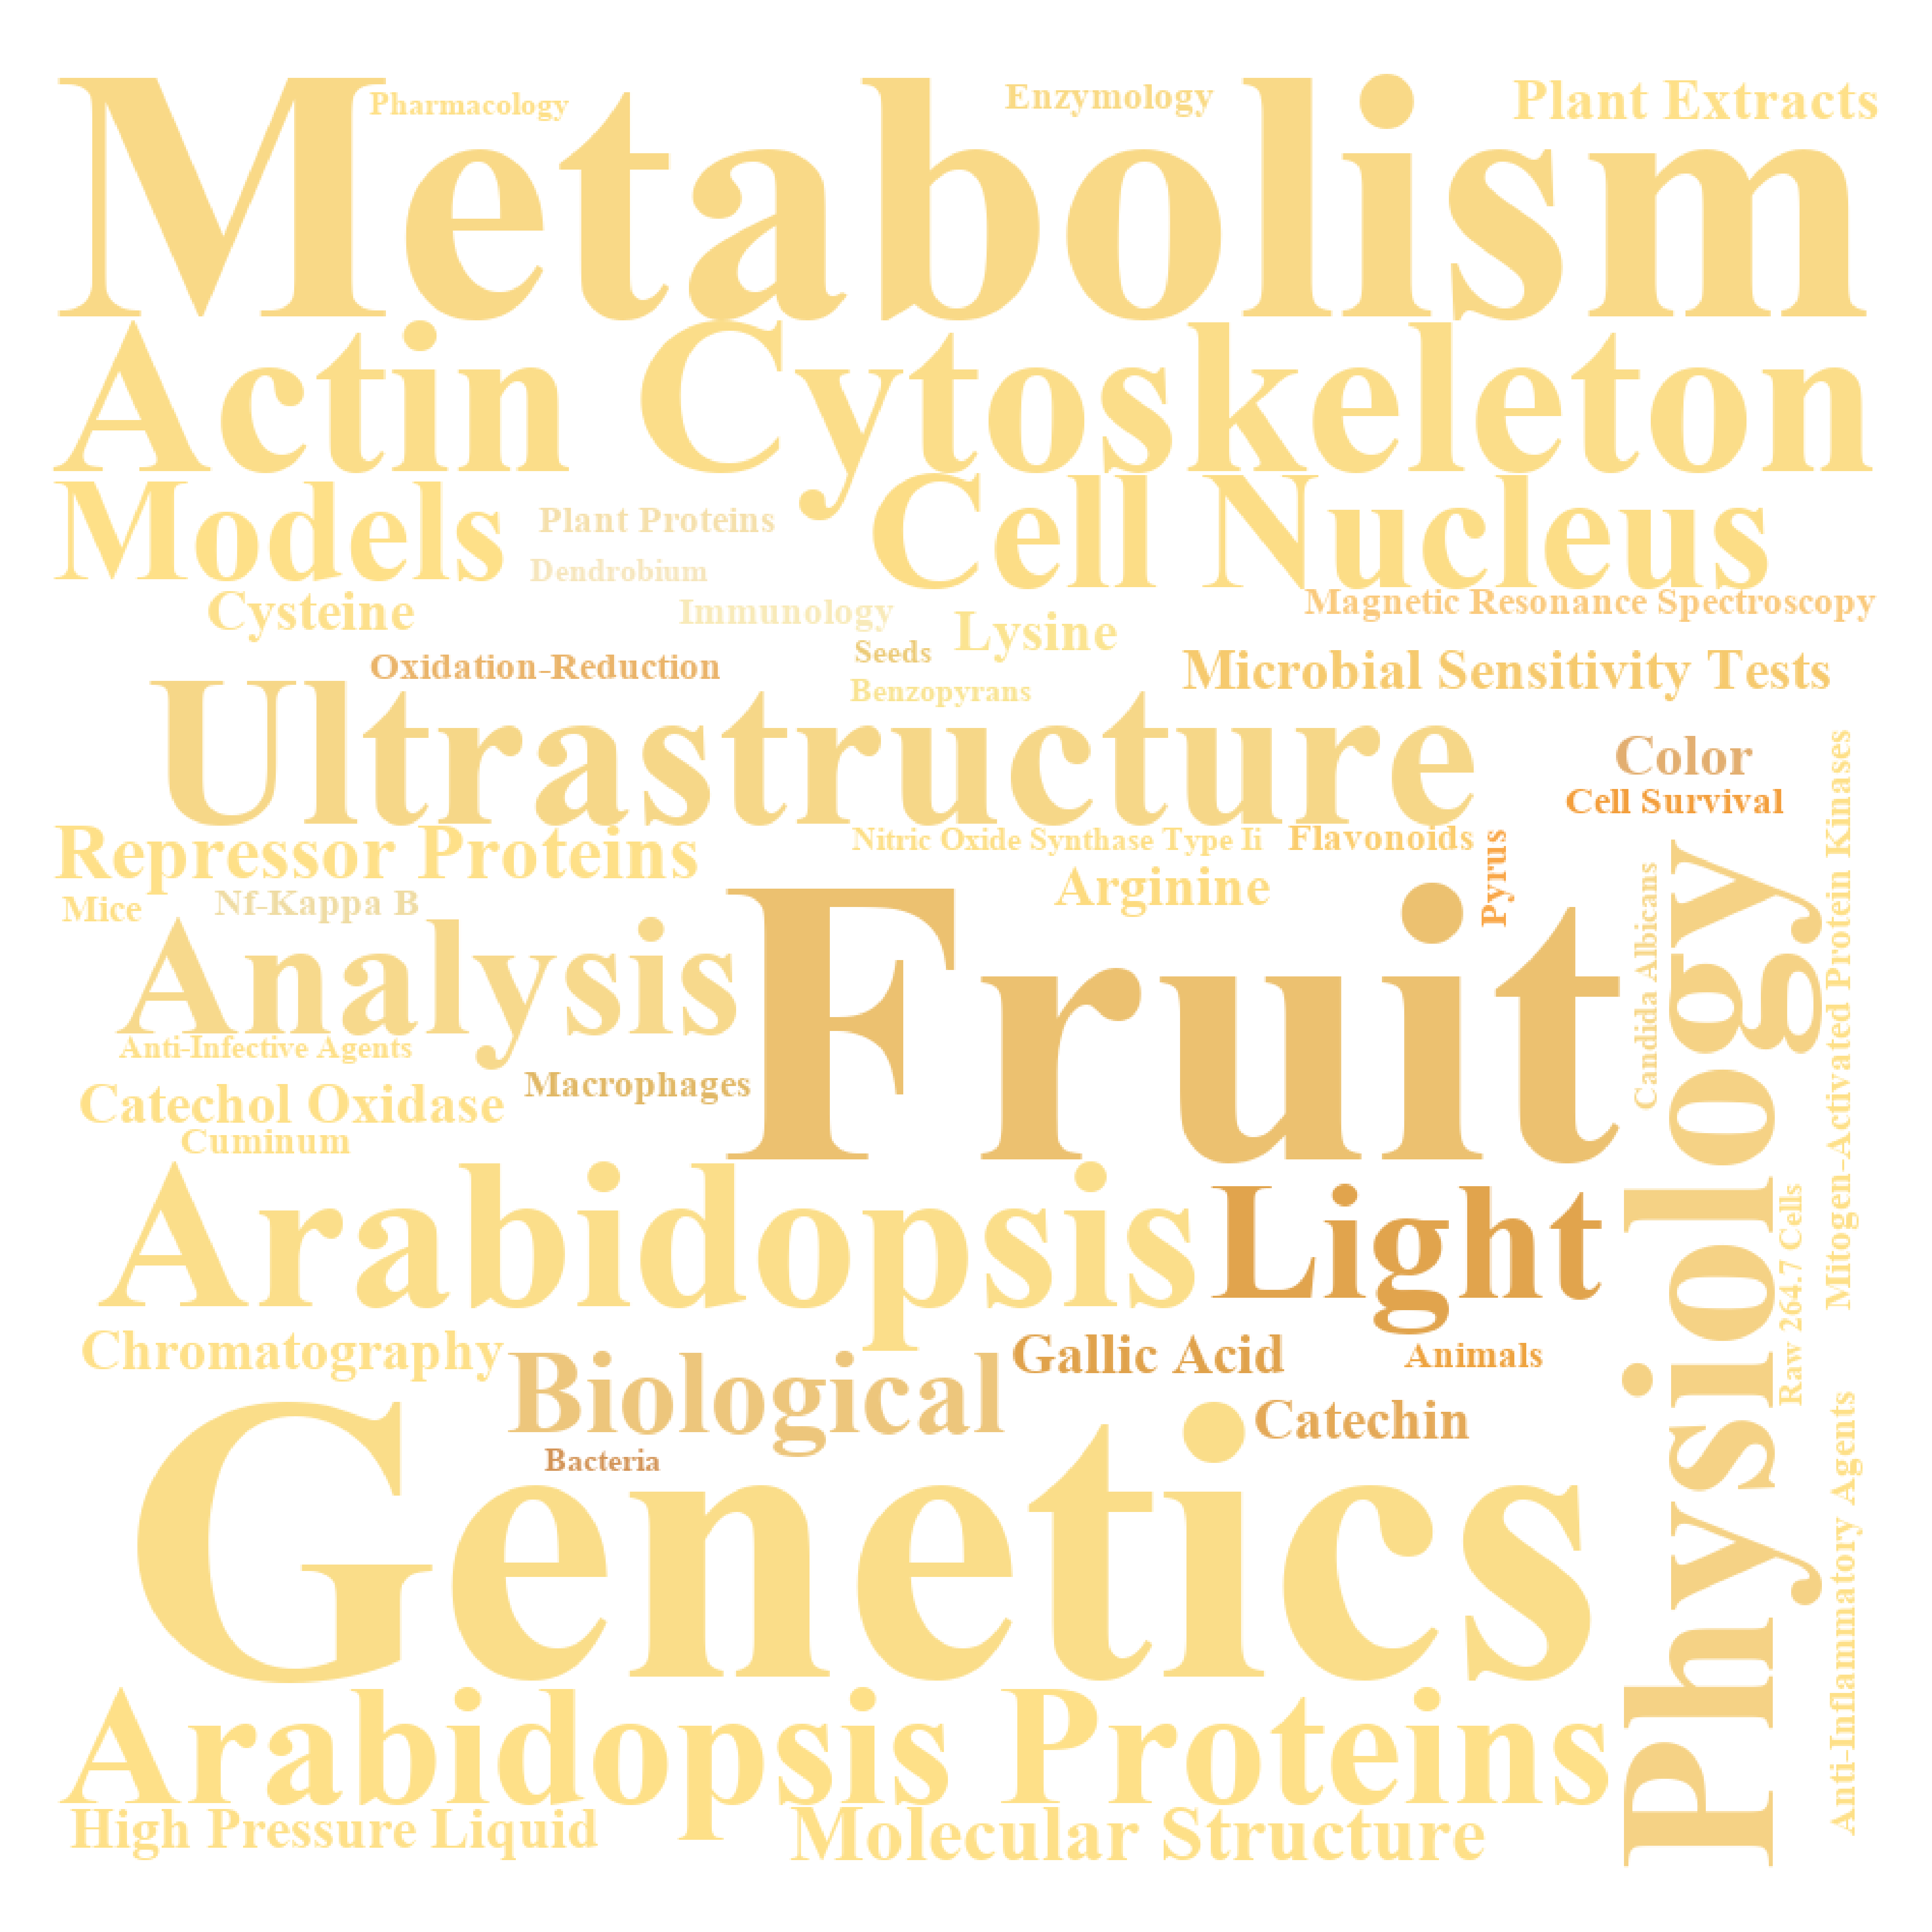 Metabolism
Pharmacology
Enzymology
Plant Extracts
Actin Cytoskeleton
Models
Plant Proteins
Cell Nucleus
Dendrobium
Cysteine
Immunology
Lysine
Magnetic Resonance Spectroscopy
Oxidation-Reduction
Seeds
Microbial Sensitivity Tests
Benzopyrans
Ultrastructure
Color
Cell Survival
Repressor Proteins
Nitric Oxide Synthase Type Ii
Flavonoids
Pyrus
Mitogen-Activated Protein Kinases
Mice
Nf-Kappa B
Arginine
Candida Albicans
Analysis
Fruit
Physiology
Anti-Infective Agents
Macrophages
Catechol Oxidase
Cuminum
Arabidopsis
Light
Raw 264.7 Cells
Chromatography
Biological
Gallic Acid
Animals
Catechin
Anti-Inflammatory Agents
Bacteria
Genetics
Arabidopsis Proteins
High Pressure Liquid
Molecular Structure